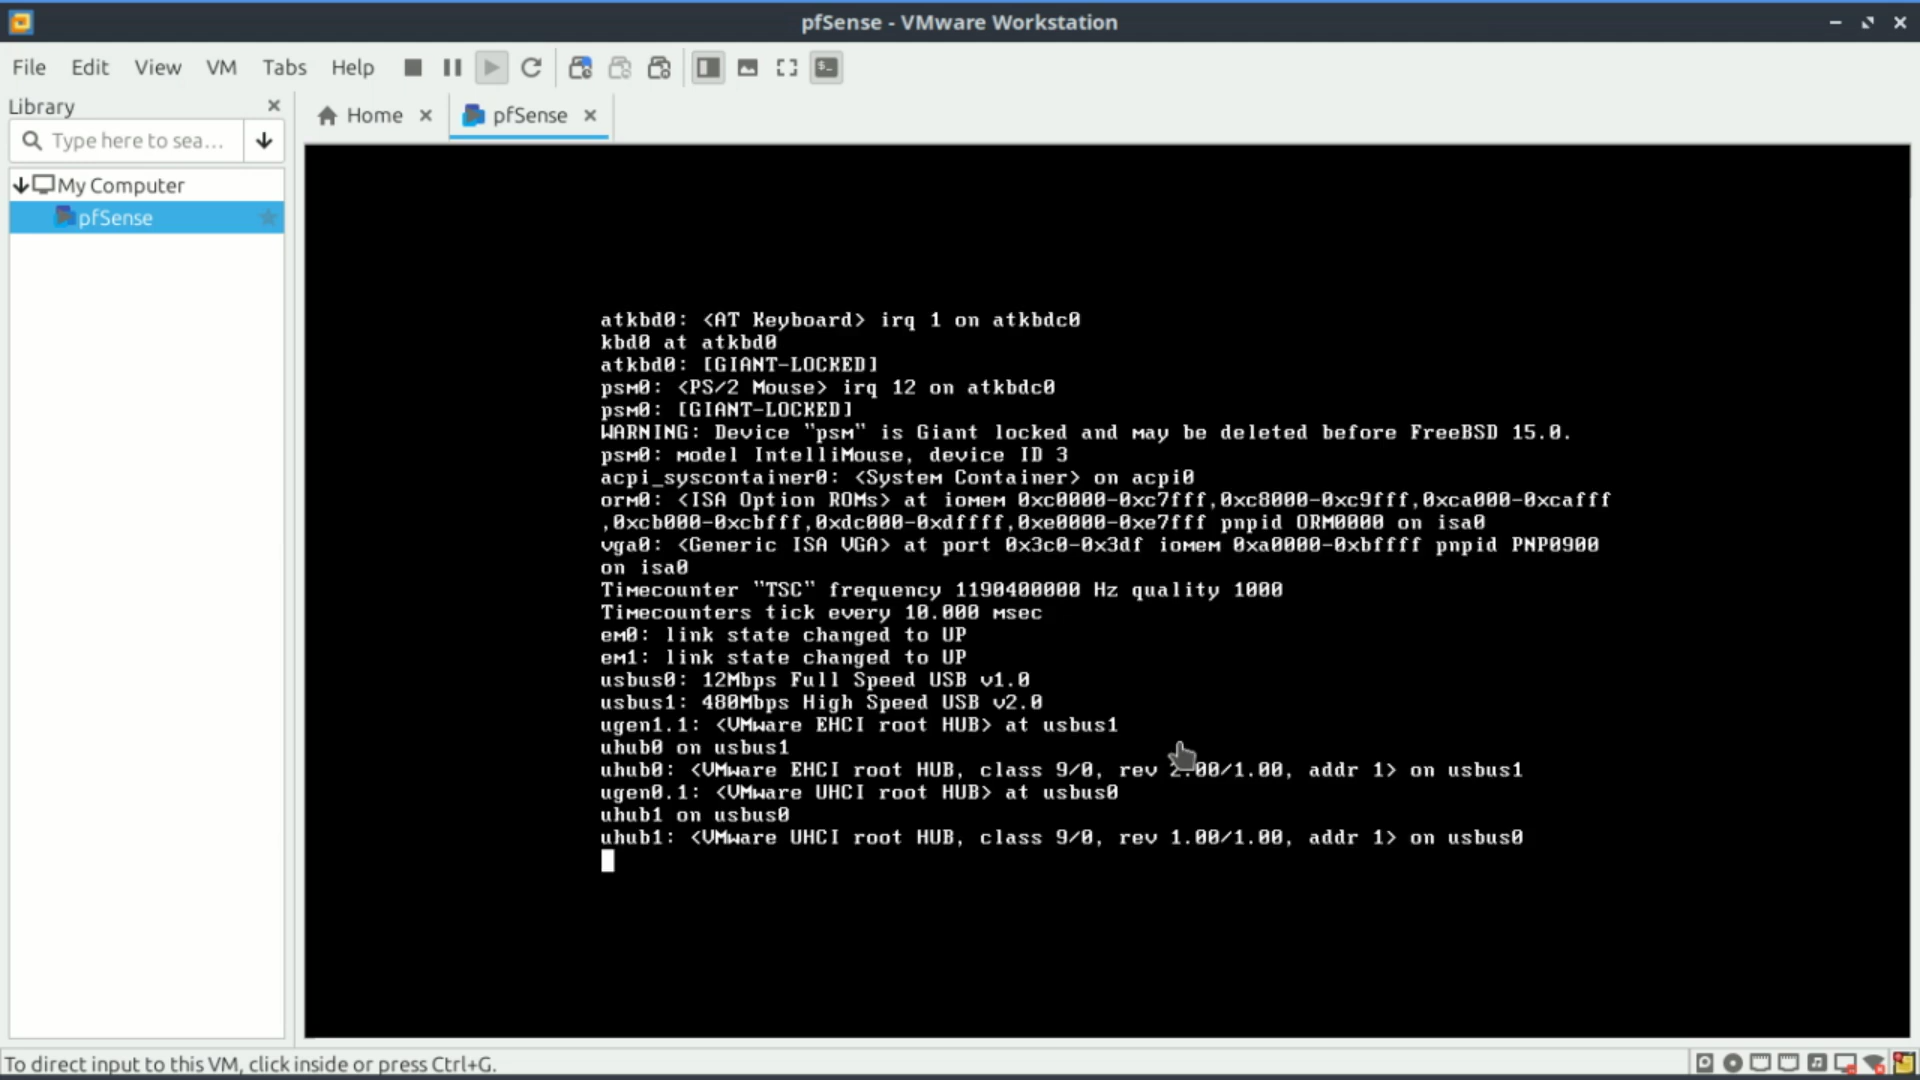 pfSense - VMware Workstation
File Edit View VM Tabs Help
Library
Home
pfSense
Type here to sea...
My Computer
pfSense
atkbd0: <AT Keyboard> irq 1 on atkbdc0
kbd0 at atkbd0
atkbd0: [GIANT-LOCKED]
psm0: <PS/2 Mouse> irq 12 on atkbdc0
psm0: [GIANT-LOCKED]
WARNING: Device "psm" is Giant locked and may be deleted before FreeBSD 15.0.
psm0: model IntelliMouse, device ID 3
acpi_syscontainer0: <System Container> on acpi0
orm0: <ISA Option ROMs> at iomem 0xc0000-0xc7fff,0xc8000-0xc9fff,0xca000-0xcafff
,0xcb000-0xcbfff,0xdc000-0xdffff,0xe0000-0xe7fff pnpid ORM0000 on isa0
vga0: <Generic ISA VGA> at port 0x3c0-0x3df iomem 0xa0000-0xbffff pnpid PNP0900
on isa0
Timecounter "TSC" frequency 1190400000 Hz quality 1000
Timecounters tick every 10.000 msec
em0: link state changed to UP
em1: link state changed to UP
usbus0: 12Mbps Full Speed USB v1.0
usbus1: 480Mbps High Speed USB v2.0
ugen1.1: <VMware EHCI root HUB> at usbus1
uhub0 on usbus1
uhub0: <VMware EHCI root HUB, class 9/0, rev 2.00/1.00, addr 1> on usbus1
ugen0.1: <VMware UHCI root HUB> at usbus0
uhub1 on usbus0
uhub1: <VMware UHCI root HUB, class 9/0, rev 1.00/1.00, addr 1> on usbus0
To direct input to this VM, click inside or press Ctrl+G.